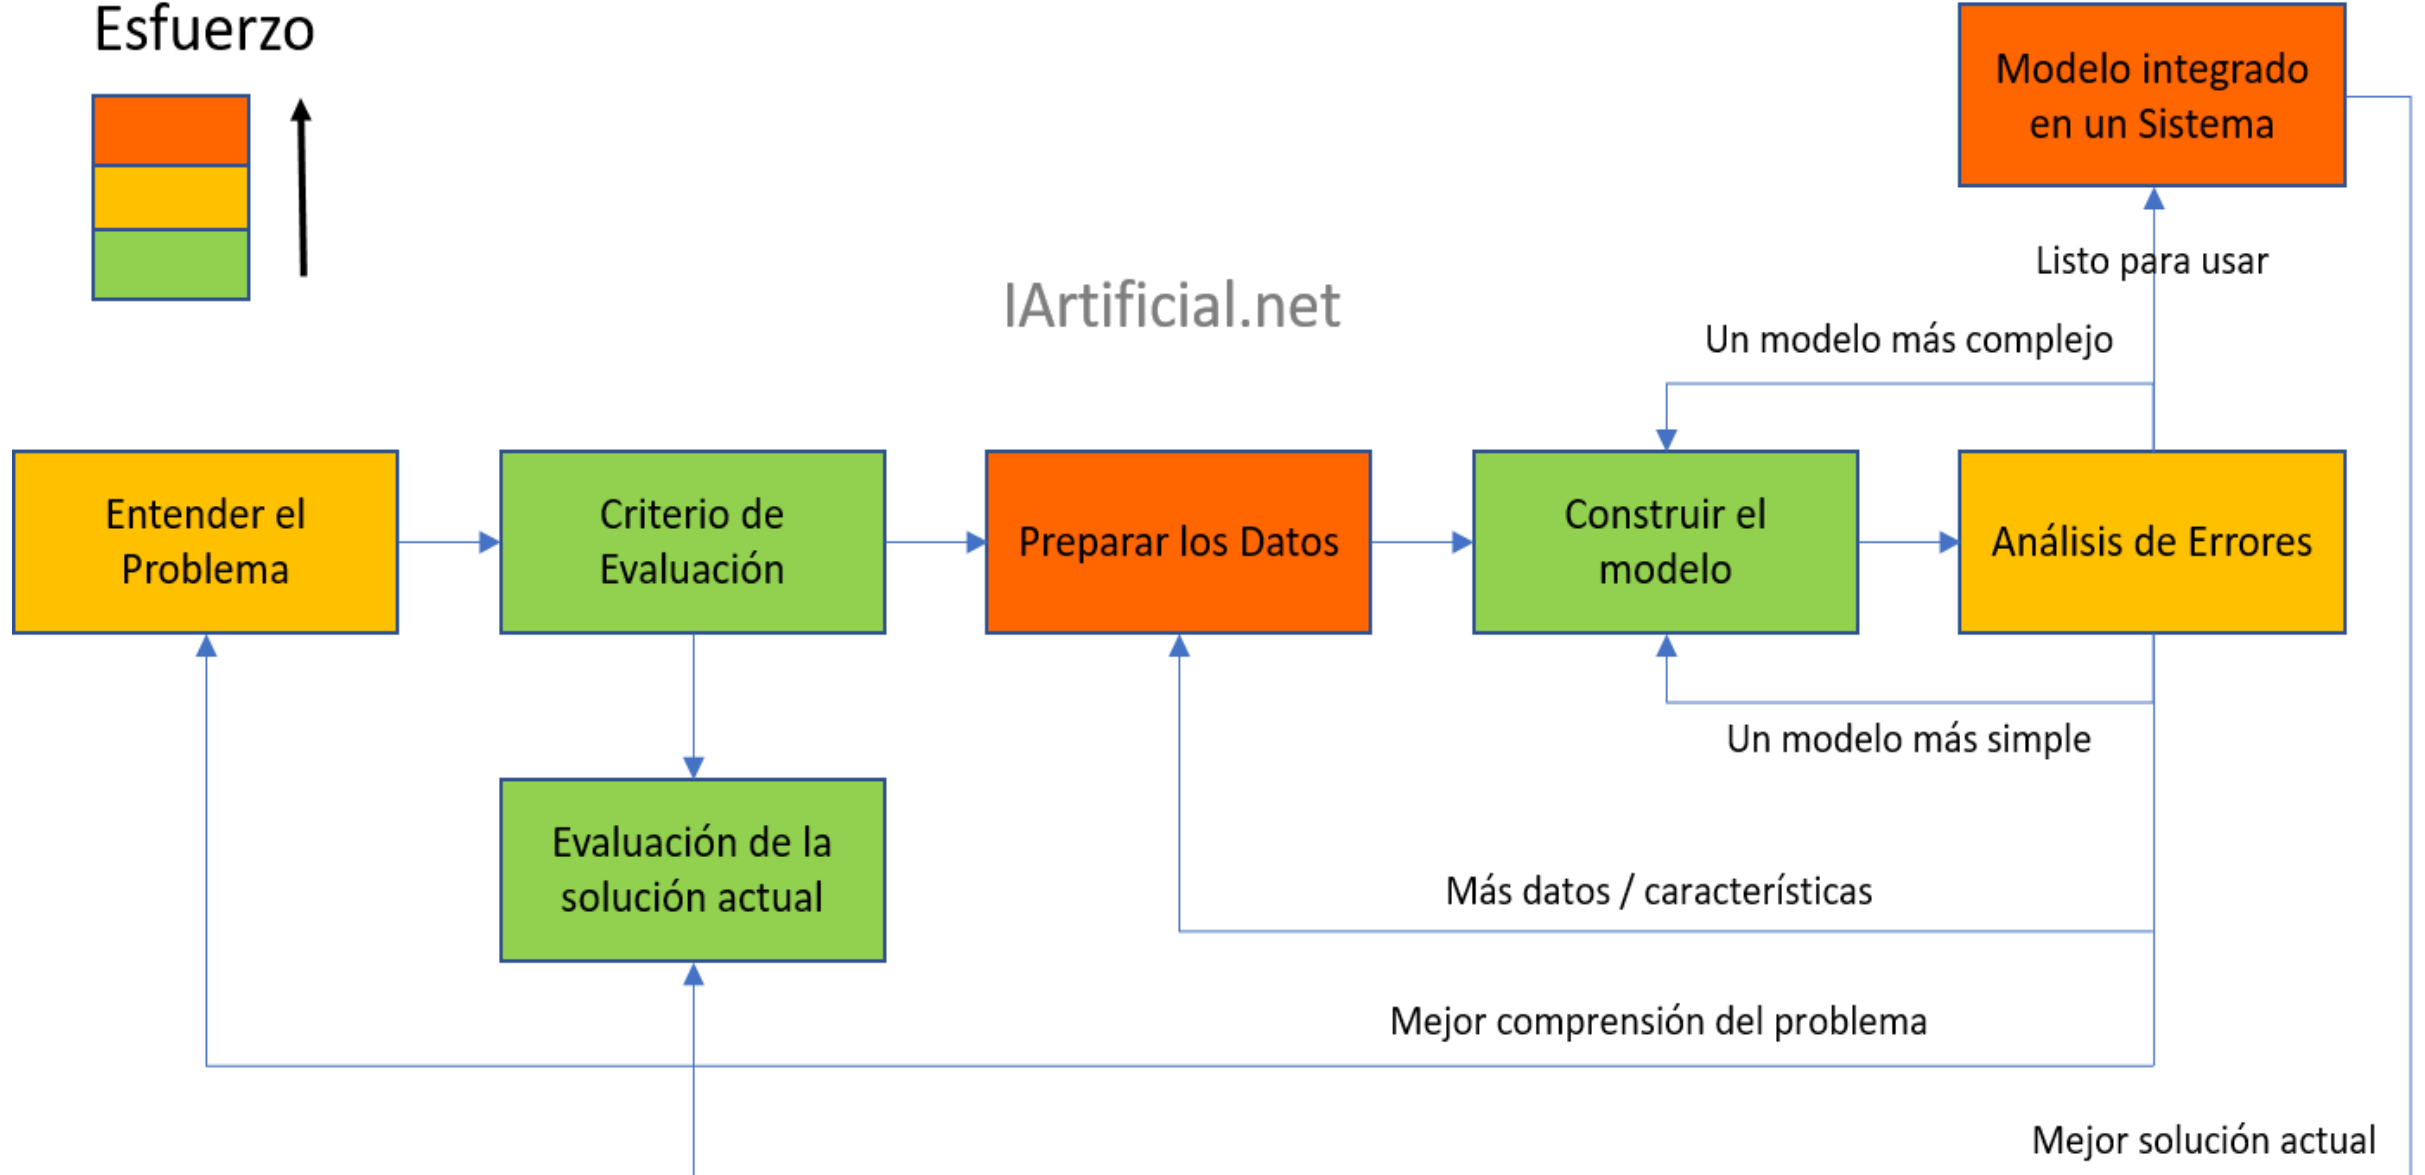 Esfuerzo
Modelo integrado
en un Sistema
Listo para usar
IArtificial.net
Un modelo más complejo
Entender el
Problema
Criterio de
Evaluación
Preparar los Datos
Construir el
modelo
Análisis de Errores
Un modelo más simple
Evaluación de la
solución actual
Más datos / características
Mejor comprensión del problema
Mejor solución actual